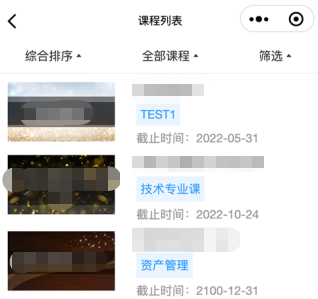 课程列表
综合排序 全部课程 筛选
TEST1
截止时间：2022-05-31
技术专业课
截止时间：2022-10-24
资产管理
截止时间：2100-12-31